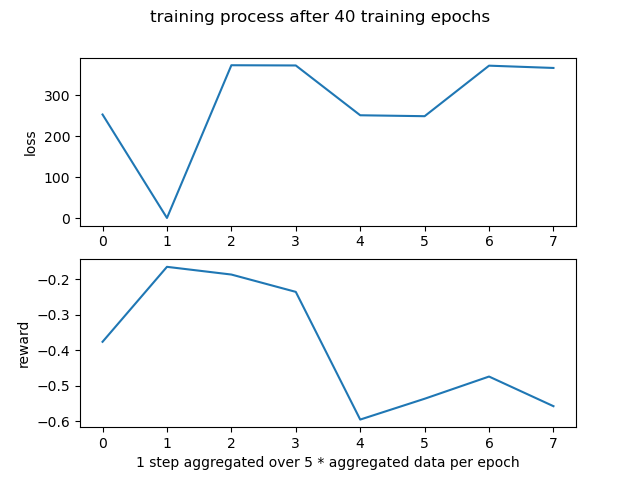 training process after 40 training epochs
300
200
100
0
loss
0 1 2 3 4 5 6 7
−0.2
−0.3
−0.4
−0.5
−0.6
reward
0 1 2 3 4 5 6 7
1 step aggregated over 5 * aggregated data per epoch